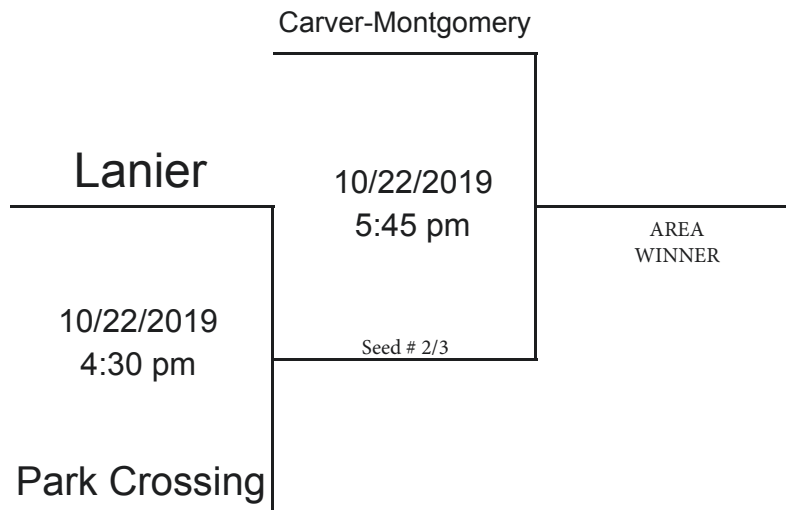 Carver-Montgomery
Lanier
10/22/2019
5:45 pm
AREA
WINNER
10/22/2019
4:30 pm
Seed # 2/3
Park Crossing